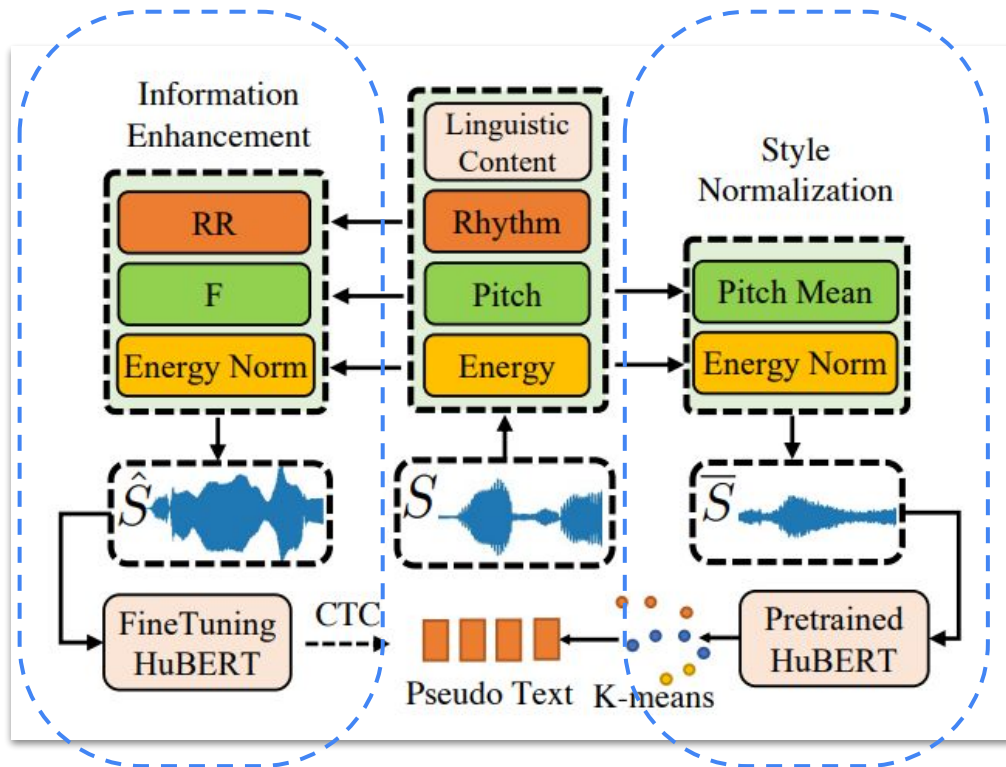 Information
Enhancement
RR
F
Energy Norm
Ŝ
FineTuning
HuBERT
CTC
Linguistic
Content
Rhythm
Pitch
Energy
S
Pseudo Text
Style
Normalization
Pitch Mean
Energy Norm
S̅
Pretrained
HuBERT
K-means